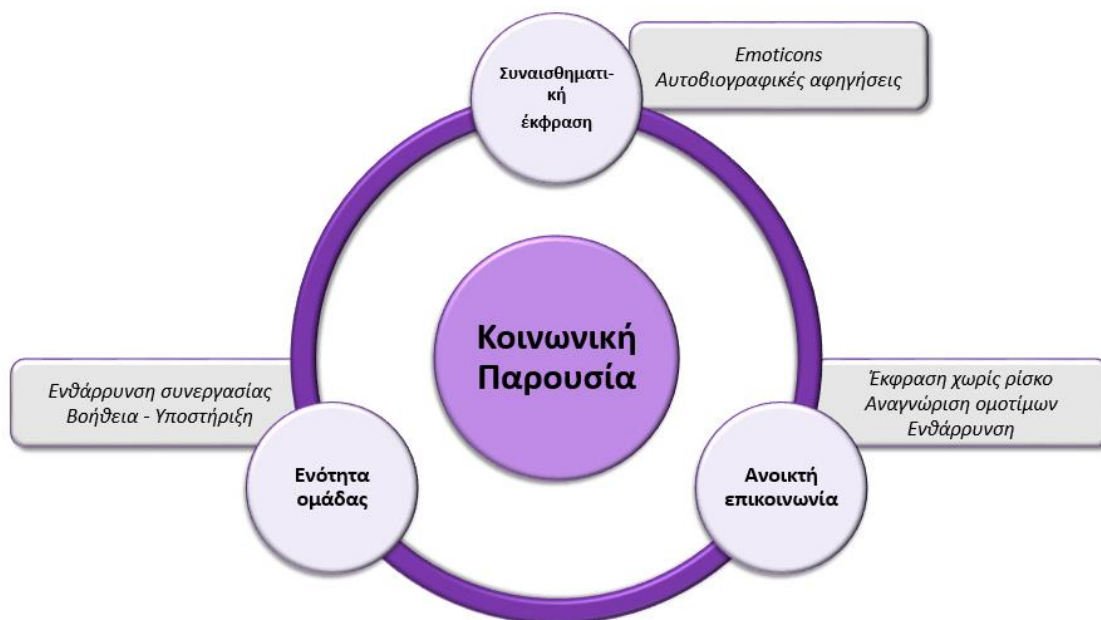 Συναισθηματι-
κή
έκφραση
Emoticons
Αυτοβιογραφικές αφηγήσεις
Κοινωνική
Παρουσία
Ενθάρρυνση συνεργασίας
Βοήθεια - Υποστήριξη
Ενότητα
ομάδας
Έκφραση χωρίς ρίσκο
Αναγνώριση ομοτίμων
Ενθάρρυνση
Ανοικτή
επικοινωνία